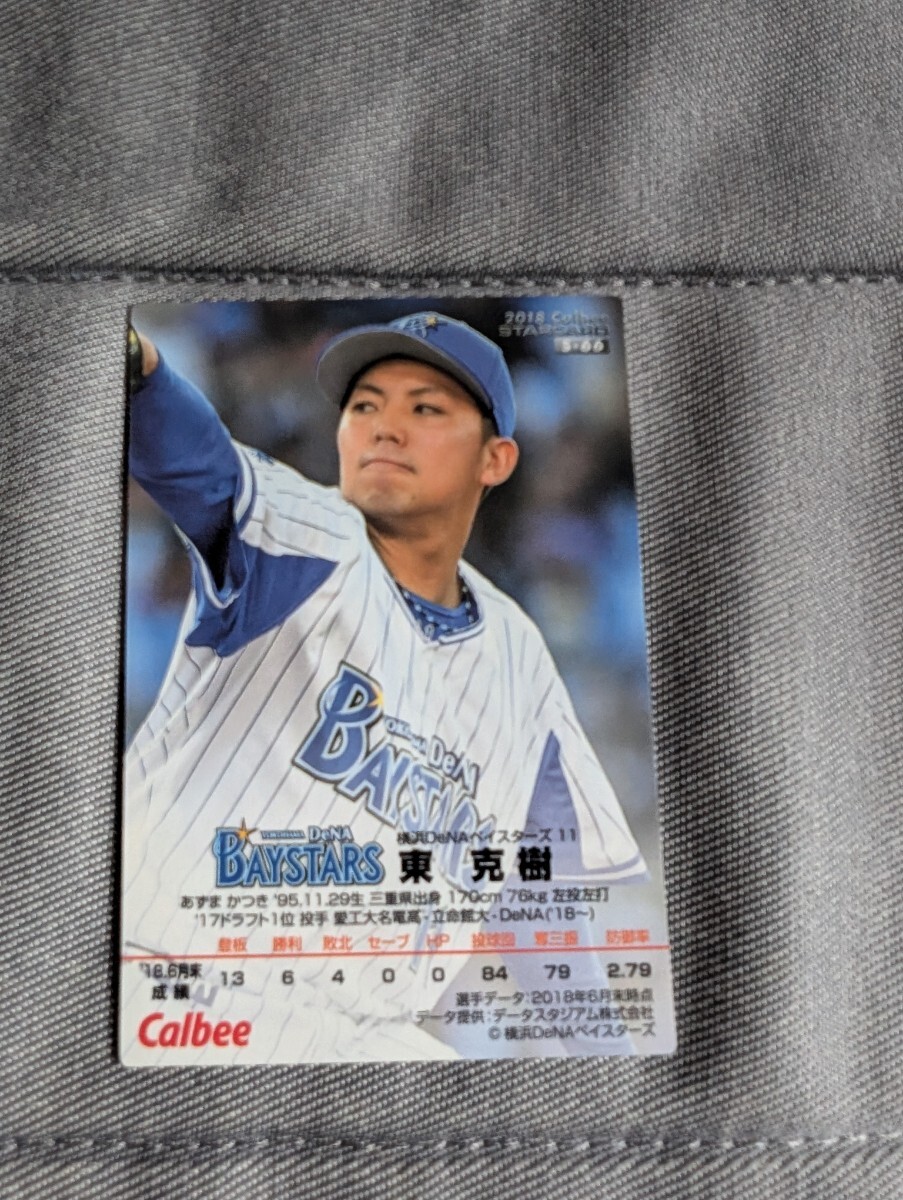 2018 Calbee
STARCARD
S-66
YOKOHAMA DeNA
BAYSTARS
横浜DeNAベイスターズ 11
YOKOHAMA DeNA
BAYSTARS
東 克樹
あずま かつき '95.11.29生 三重県出身 170cm 76kg 左投左打
'17ドラフト1位 投手 愛工大名電高-立命館大-DeNA('18~)
登板 勝利 敗北 セーブ HP 投球回 奪三振 防御率
'18.6月末
成績 13 6 4 0 0 84 79 2.79
選手データ:2018年6月末時点
データ提供:データスタジアム株式会社
© 横浜DeNAベイスターズ
Calbee